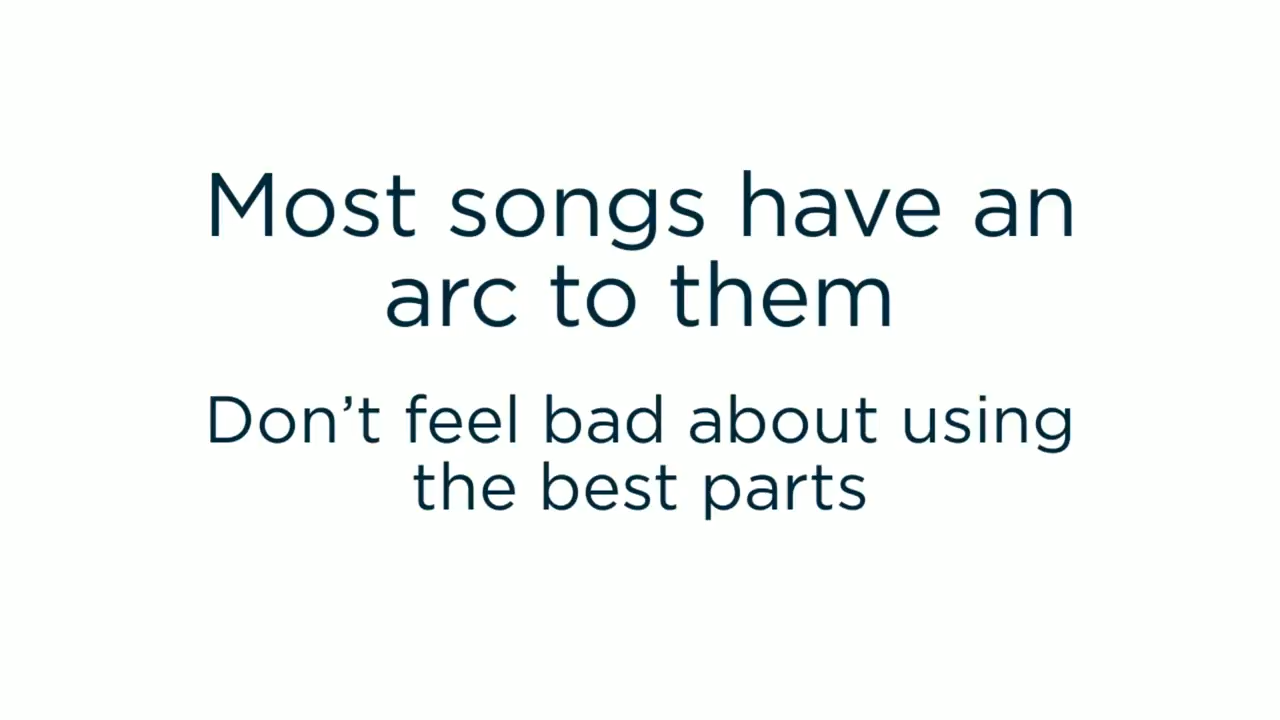 Most songs have an
arc to them
Don’t feel bad about using
the best parts